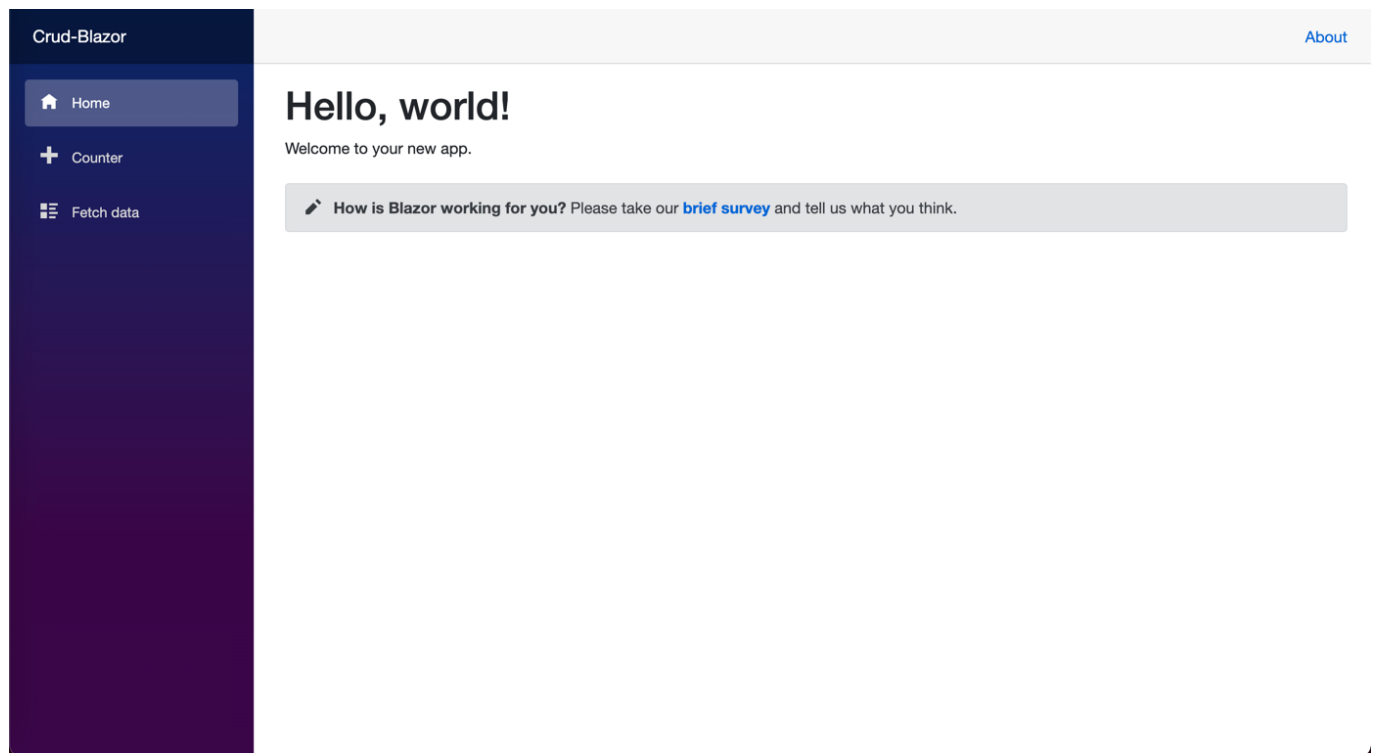 Crud-Blazor
About
Home
Counter
Fetch data
Hello, world!
Welcome to your new app.
How is Blazor working for you? Please take our brief survey and tell us what you think.